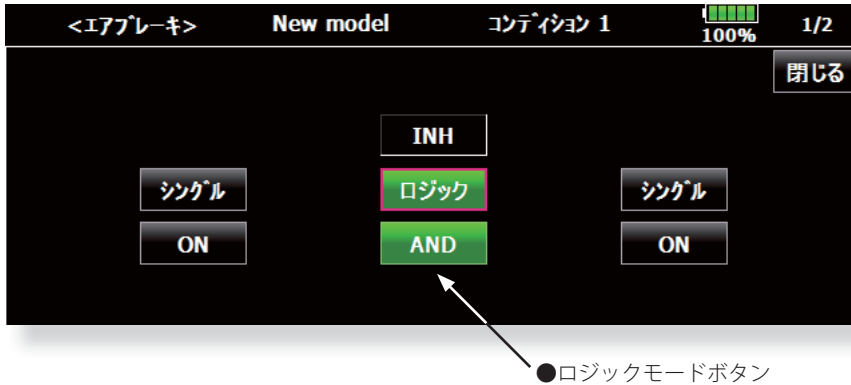 <ｴｱﾌﾞﾚｰｷ> New model ｺﾝﾃﾞｨｼｮﾝ 1 100% 1/2
閉じる
INH
ｼﾝｸﾞﾙ ロジック ｼﾝｸﾞﾙ
ON AND ON
●ロジックモードボタン